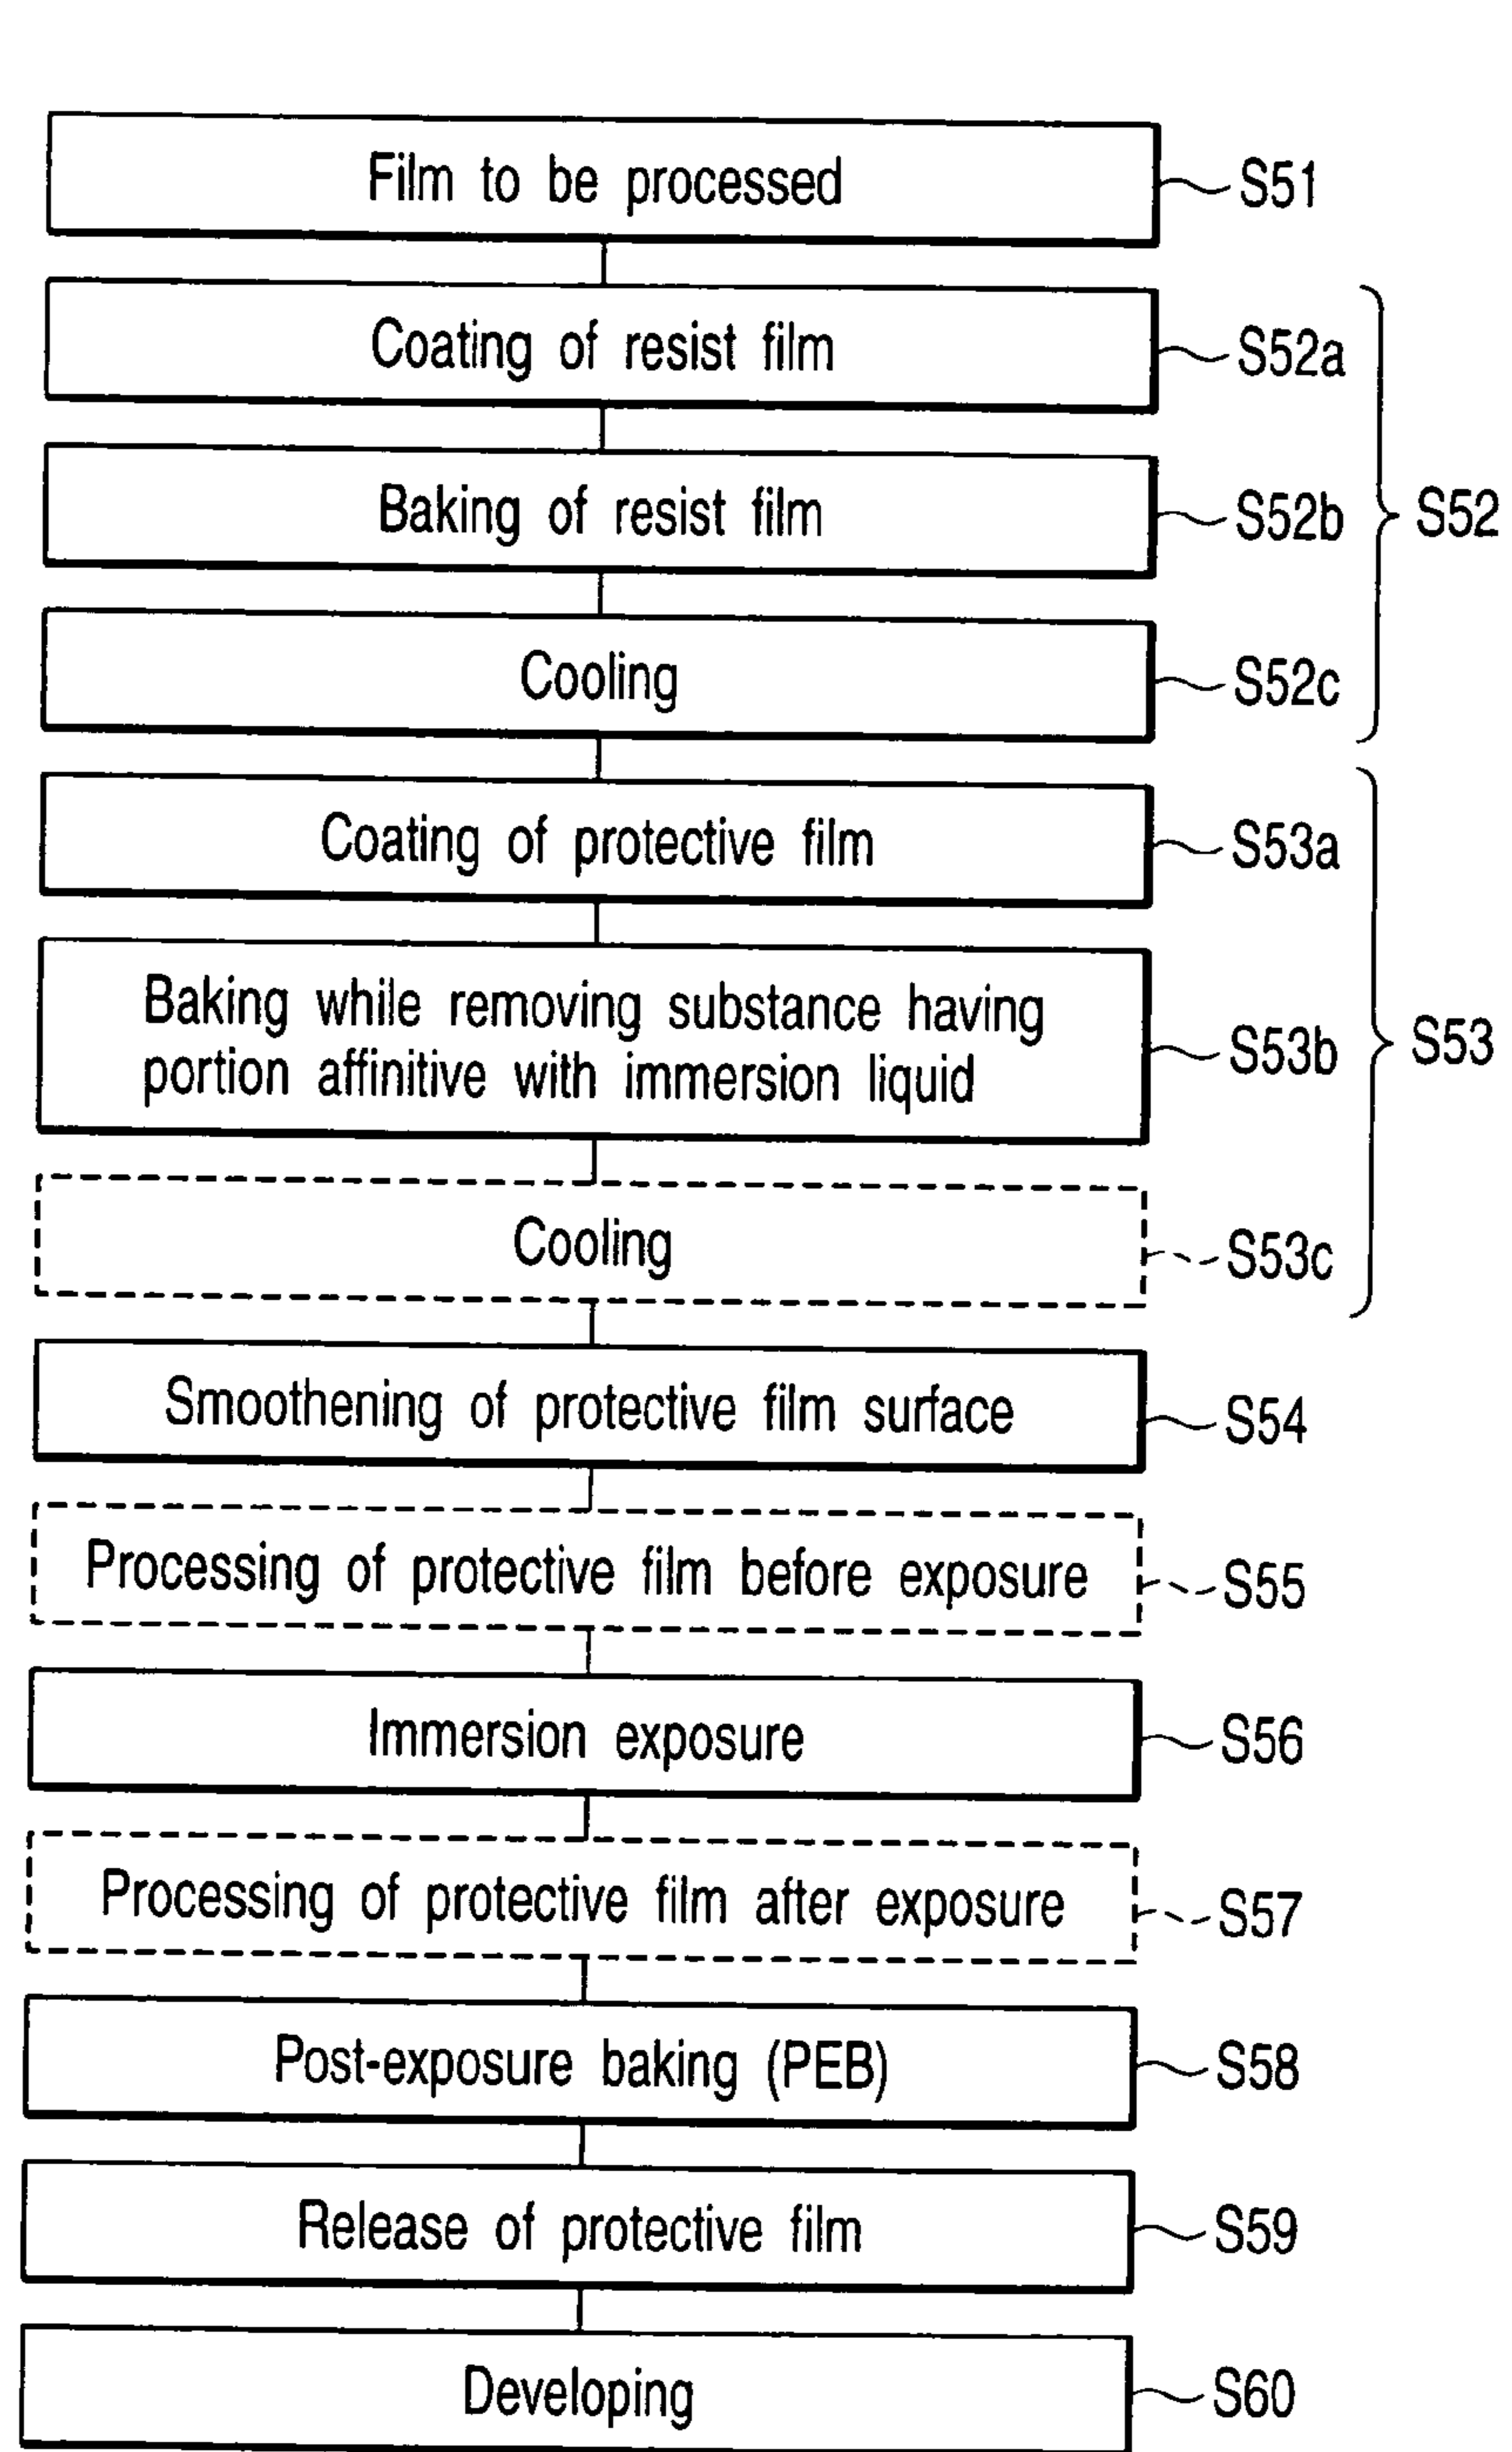 Film to be processed
S51
Coating of resist film
S52a
Baking of resist film
S52b
S52
Cooling
S52c
Coating of protective film
S53a
Baking while removing substance having
portion affinitive with immersion liquid
S53b
S53
Cooling
S53c
Smoothening of protective film surface
S54
Processing of protective film before exposure
S55
Immersion exposure
S56
Processing of protective film after exposure
S57
Post-exposure baking (PEB)
S58
Release of protective film
S59
Developing
S60